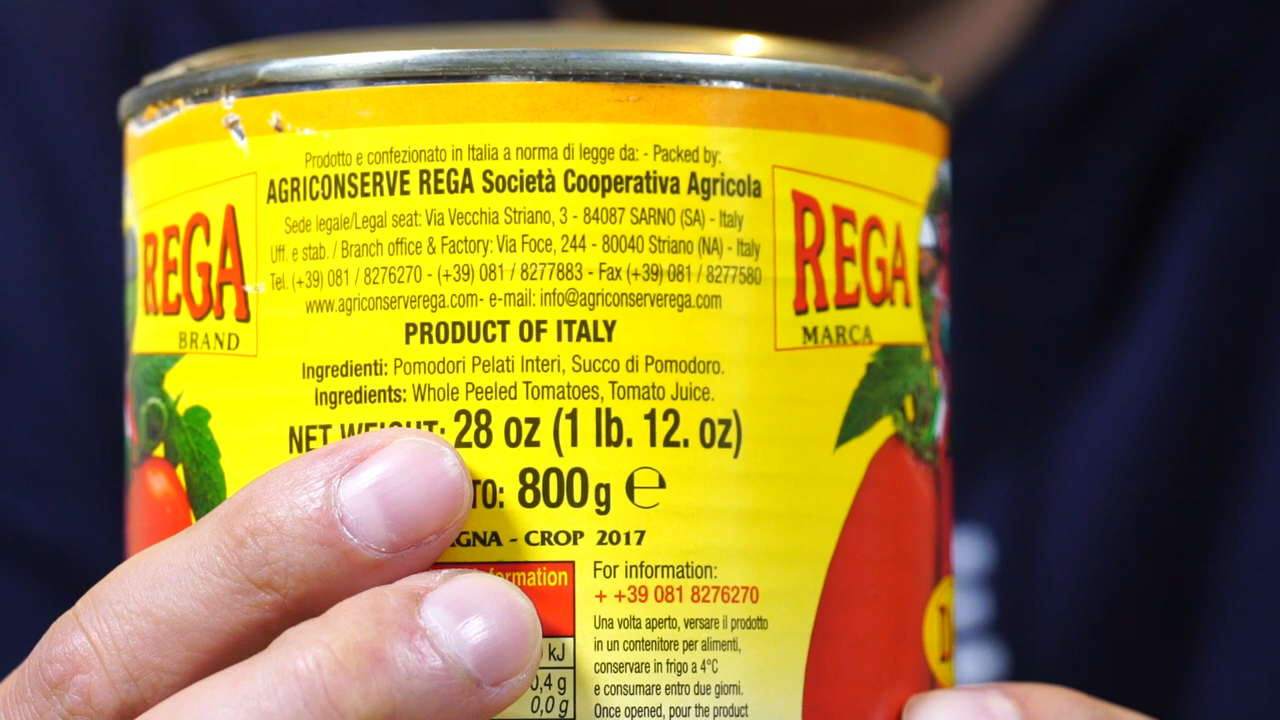 Prodotto e confezionato in Italia a norma di legge da: - Packed by:
AGRICONSERVE REGA Società Cooperativa Agricola
Sede legale/Legal seat: Via Vecchia Striano, 3 - 84087 SARNO (SA) - Italy
Uff. e stab. / Branch office & Factory: Via Foce, 244 - 80040 Striano (NA) - Italy
Tel. (+39) 081 / 8276270 - (+39) 081 / 8277883 - Fax (+39) 081 / 8277580
www.agriconserverega.com- e-mail: info@agriconserverega.com
REGA
BRAND
REGA
MARCA
PRODUCT OF ITALY
Ingredienti: Pomodori Pelati Interi, Succo di Pomodoro.
Ingredients: Whole Peeled Tomatoes, Tomato Juice.
NET WEIGHT: 28 oz (1 lb. 12. oz)
TO: 800g ℮
GNA - CROP 2017
formation
kJ
0,4 g
0,0 g
For information:
+ +39 081 8276270
Una volta aperto, versare il prodotto
in un contenitore per alimenti,
conservare in frigo a 4°C
e consumare entro due giorni.
Once opened, pour the product